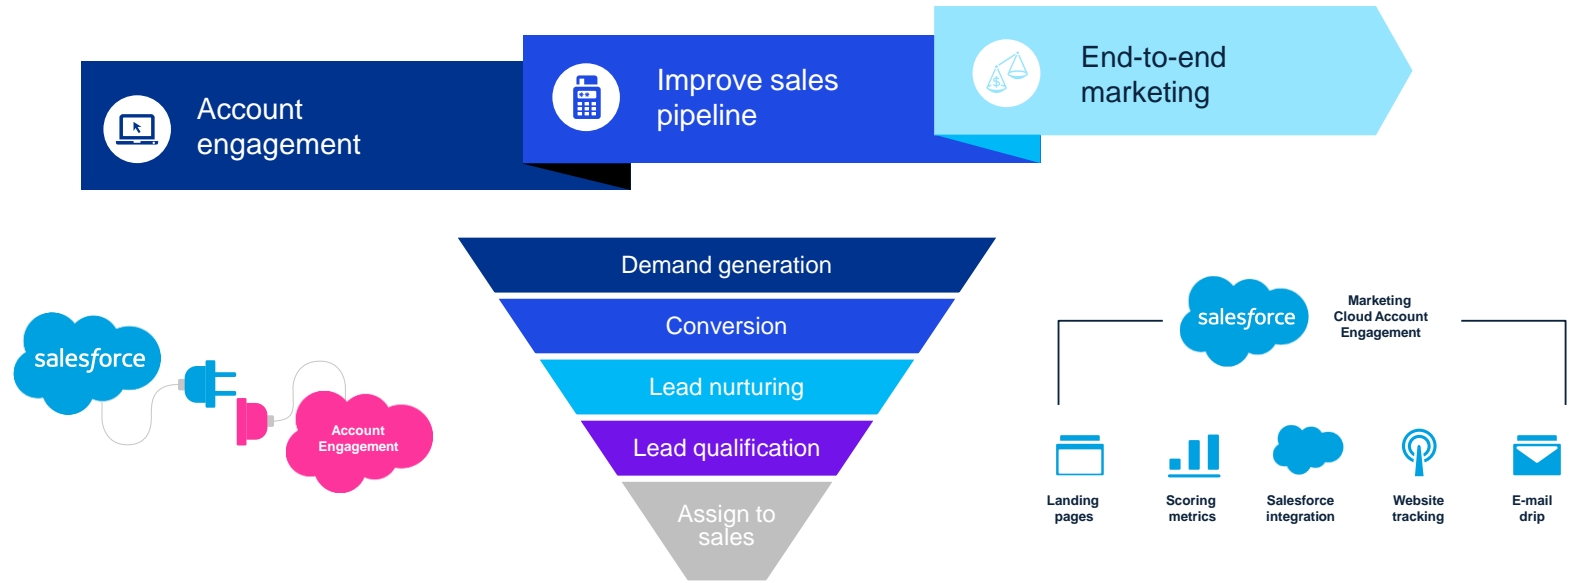 Account
engagement
Improve sales
pipeline
End-to-end
marketing
salesforce
Account
Engagement
Demand generation
Conversion
Lead nurturing
Lead qualification
Assign to
sales
salesforce
Marketing
Cloud Account
Engagement
Landing
pages
Scoring
metrics
Salesforce
integration
Website
tracking
E-mail
drip